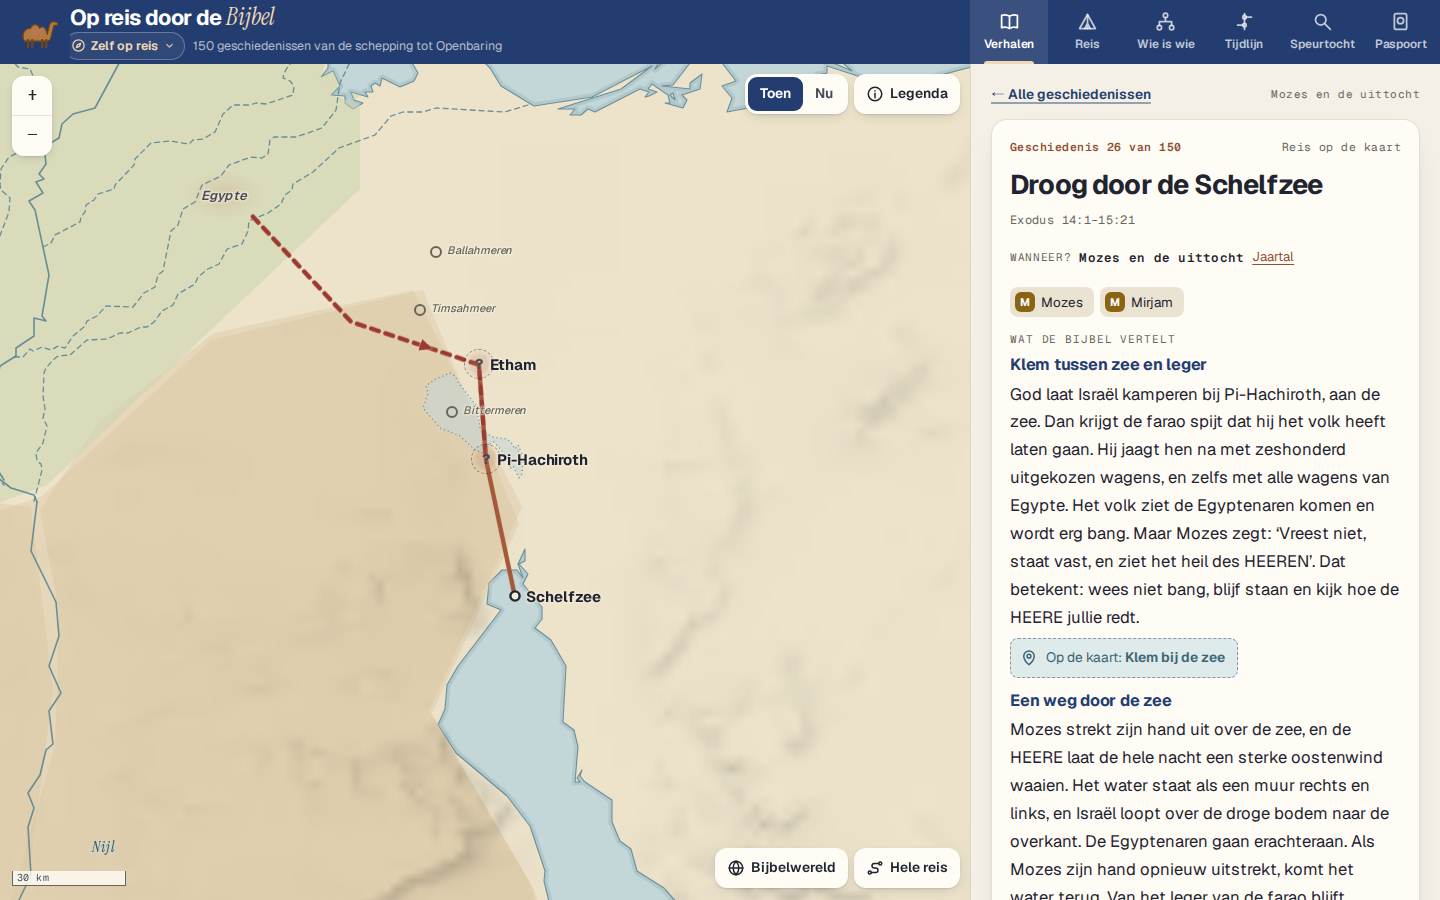 Op reis door de Bijbel
Zelf op reis
150 geschiedenissen van de schepping tot Openbaring
Verhalen
Reis
Wie is wie
Tijdlijn
Speurtocht
Paspoort
+
−
Toen
Nu
Legenda
Egypte
Ballahmeren
Timsahmeer
? Etham
Bittermeren
? Pi-Hachiroth
Schelfzee
Nijl
30 km
Bijbelwereld
Hele reis
← Alle geschiedenissen
Mozes en de uittocht
Geschiedenis 26 van 150
Reis op de kaart
Droog door de Schelfzee
Exodus 14:1–15:21
WANNEER? Mozes en de uittocht Jaartal
M Mozes
M Mirjam
WAT DE BIJBEL VERTELT
Klem tussen zee en leger
God laat Israël kamperen bij Pi-Hachiroth, aan de
zee. Dan krijgt de farao spijt dat hij het volk heeft
laten gaan. Hij jaagt hen na met zeshonderd
uitgekozen wagens, en zelfs met alle wagens van
Egypte. Het volk ziet de Egyptenaren komen en
wordt erg bang. Maar Mozes zegt: ‘Vreest niet,
staat vast, en ziet het heil des HEEREN’. Dat
betekent: wees niet bang, blijf staan en kijk hoe de
HEERE jullie redt.
Op de kaart: Klem bij de zee
Een weg door de zee
Mozes strekt zijn hand uit over de zee, en de
HEERE laat de hele nacht een sterke oostenwind
waaien. Het water staat als een muur rechts en
links, en Israël loopt over de droge bodem naar de
overkant. De Egyptenaren gaan erachteraan. Als
Mozes zijn hand opnieuw uitstrekt, komt het
water terug. Van het leger van de farao blijft